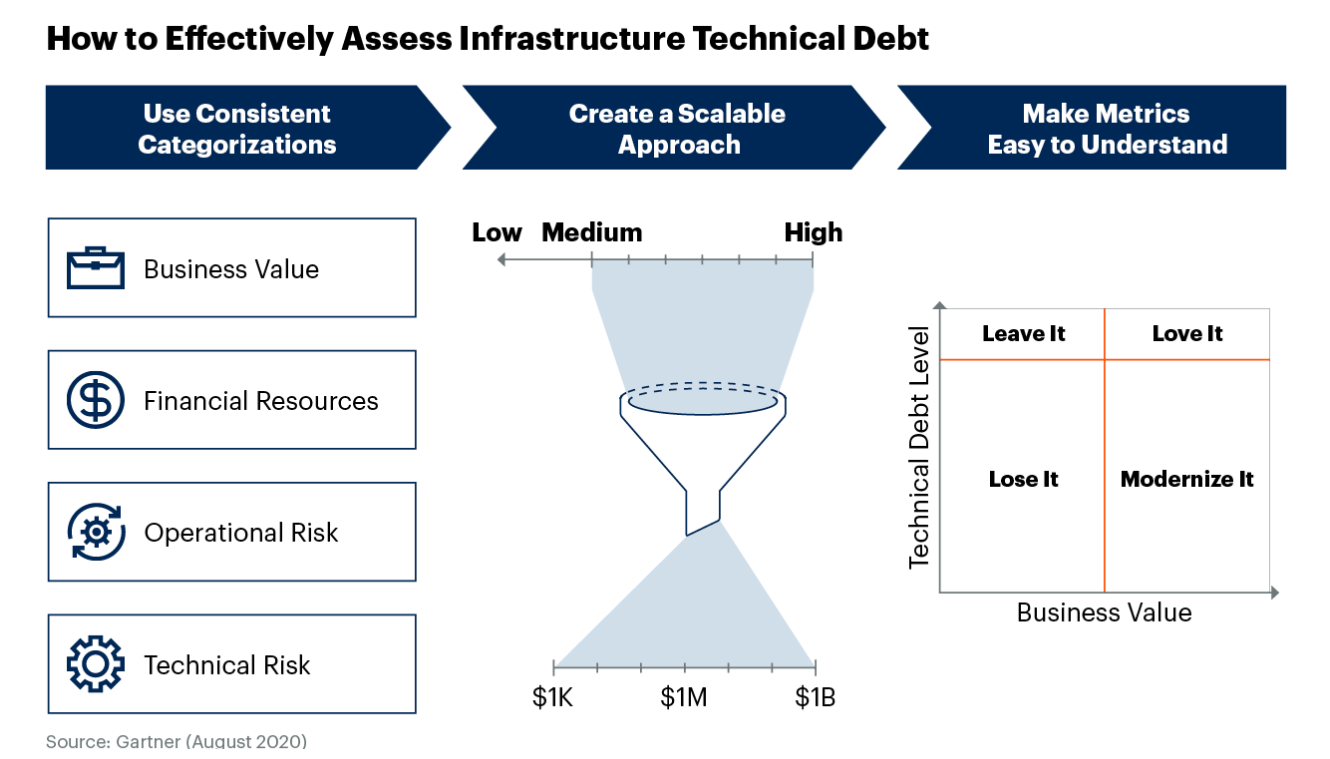 How to Effectively Assess Infrastructure Technical Debt
Use Consistent
Categorizations
Create a Scalable
Approach
Make Metrics
Easy to Understand
Business Value
Financial Resources
Operational Risk
Technical Risk
Low Medium High
$1K $1M $1B
Technical Debt Level
Leave It Love It
Lose It Modernize It
Business Value
Source: Gartner (August 2020)